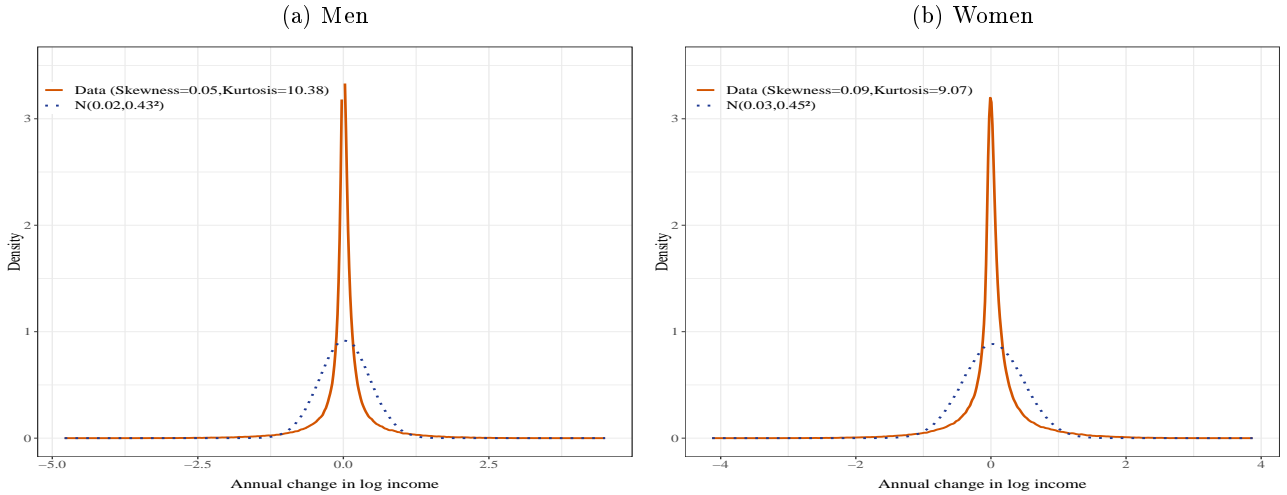 (a) Men
Data (Skewness=0.05,Kurtosis=10.38)
N(0.02,0.43²)
3
2
1
0
Density
−5.0
−2.5
0.0
2.5
Annual change in log income
(b) Women
Data (Skewness=0.09,Kurtosis=9.07)
N(0.03,0.45²)
3
2
1
0
Density
−4
−2
0
2
4
Annual change in log income